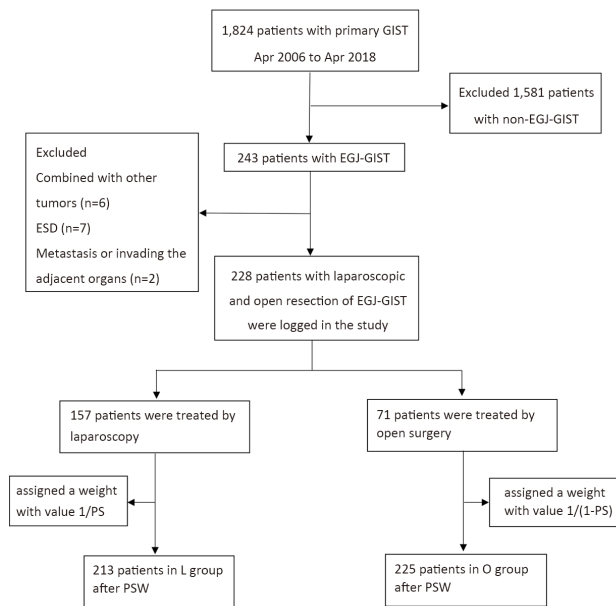 1,824 patients with primary GIST
Apr 2006 to Apr 2018
Excluded 1,581 patients
with non-EGJ-GIST
243 patients with EGJ-GIST
Excluded
Combined with other
tumors (n=6)
ESD (n=7)
Metastasis or invading the
adjacent organs (n=2)
228 patients with laparoscopic
and open resection of EGJ-GIST
were logged in the study
157 patients were treated by
laparoscopy
71 patients were treated by
open surgery
assigned a weight
with value 1/PS
assigned a weight
with value 1/(1-PS)
213 patients in L group
after PSW
225 patients in O group
after PSW